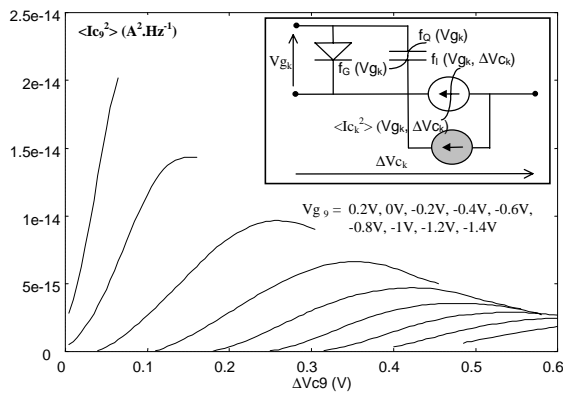 <Ic₉²> (A².Hz⁻¹)
2.5e-14
2e-14
1.5e-14
1e-14
5e-15
0
fQ (Vgk)
Vgk
fG (Vgk)
fI (Vgk, ΔVck)
<Ick²> (Vgk, ΔVck)
ΔVck
Vg 9 = 0.2V, 0V, -0.2V, -0.4V, -0.6V,
-0.8V, -1V, -1.2V, -1.4V
0 0.1 0.2 0.3 0.4 0.5 0.6
ΔVc9 (V)